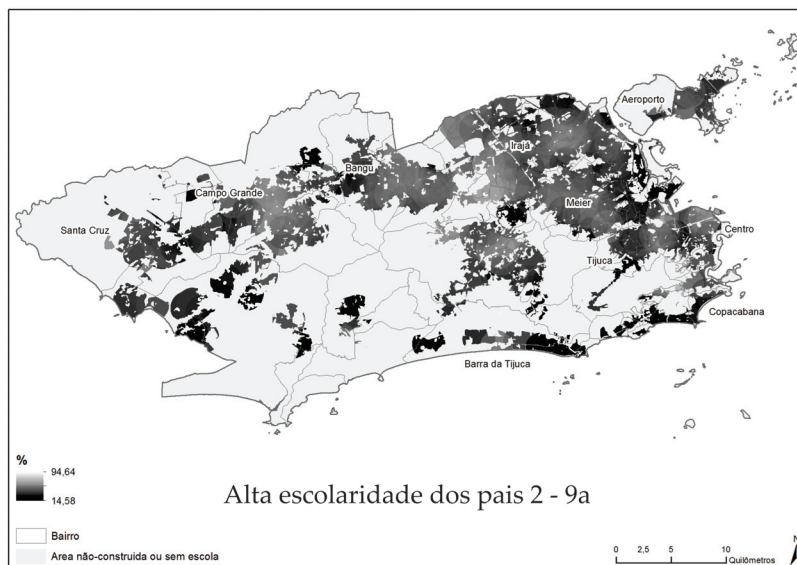 Aeroporto
Irajá
Bangu
Campo Grande
Meier
Santa Cruz
Centro
Tijuca
Copacabana
Barra da Tijuca
%
94,64
14,58
Alta escolaridade dos pais 2 - 9a
Bairro
Area não-construida ou sem escola
N
0 2,5 5 10
Quilômetros